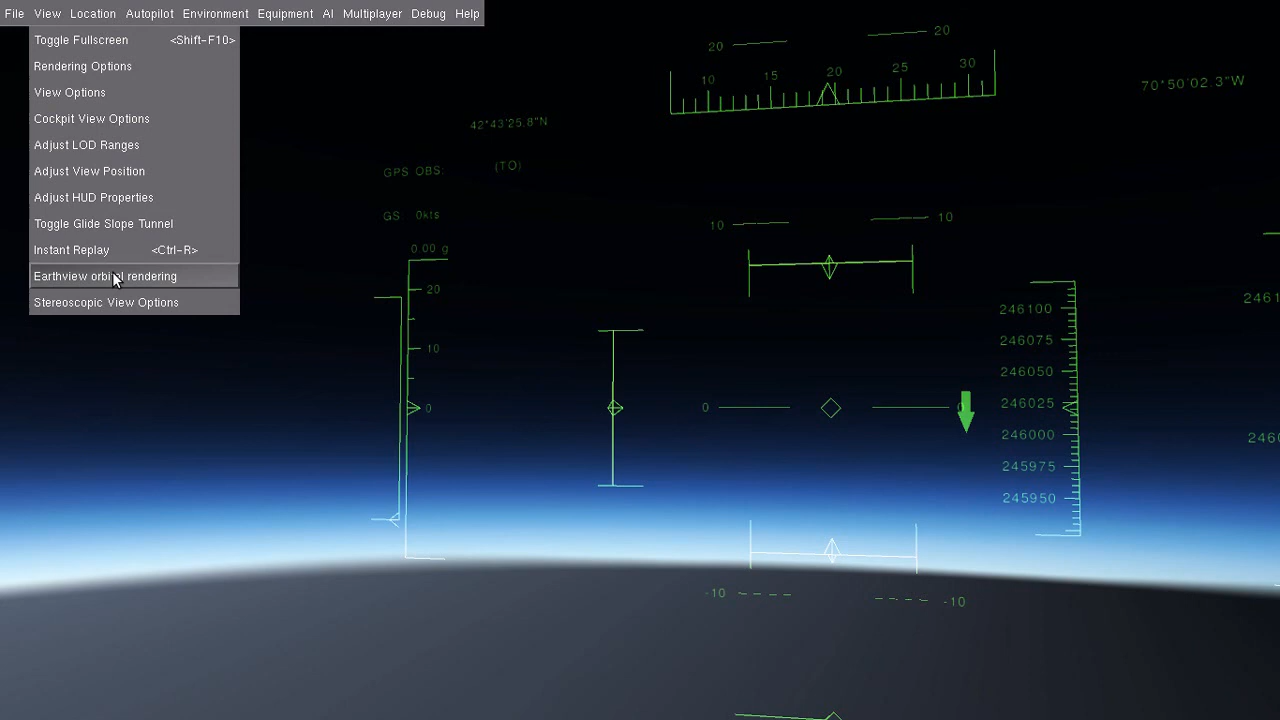 File View Location Autopilot Environment Equipment AI Multiplayer Debug Help
Toggle Fullscreen <Shift-F10>
Rendering Options
View Options
Cockpit View Options
Adjust LOD Ranges
Adjust View Position
Adjust HUD Properties
Toggle Glide Slope Tunnel
Instant Replay <Ctrl-R>
Earthview orbital rendering
Stereoscopic View Options
20 20
10 15 20 25 30
70°50'02.3"W
42°43'25.8"N
GPS OBS: (TO)
GS 0kts
10 10
0.00 g
20
10
0
0
246100
246075
246050
246025
246000
245975
245950
-10 -10